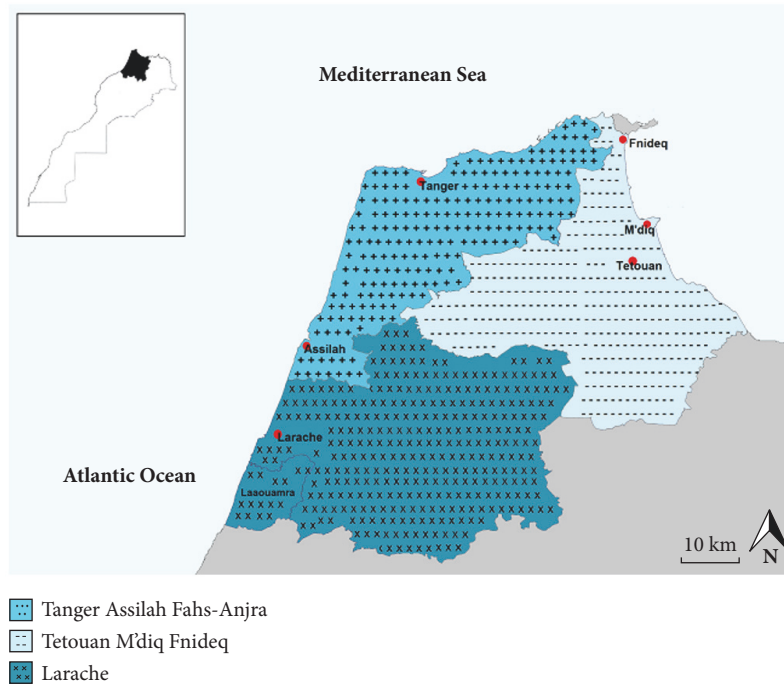 Mediterranean Sea
Fnideq
Tanger
M'diq
Tetouan
Assilah
Larache
Atlantic Ocean
Laaouamra
10 km
N
Tanger Assilah Fahs-Anjra
Tetouan M'diq Fnideq
Larache